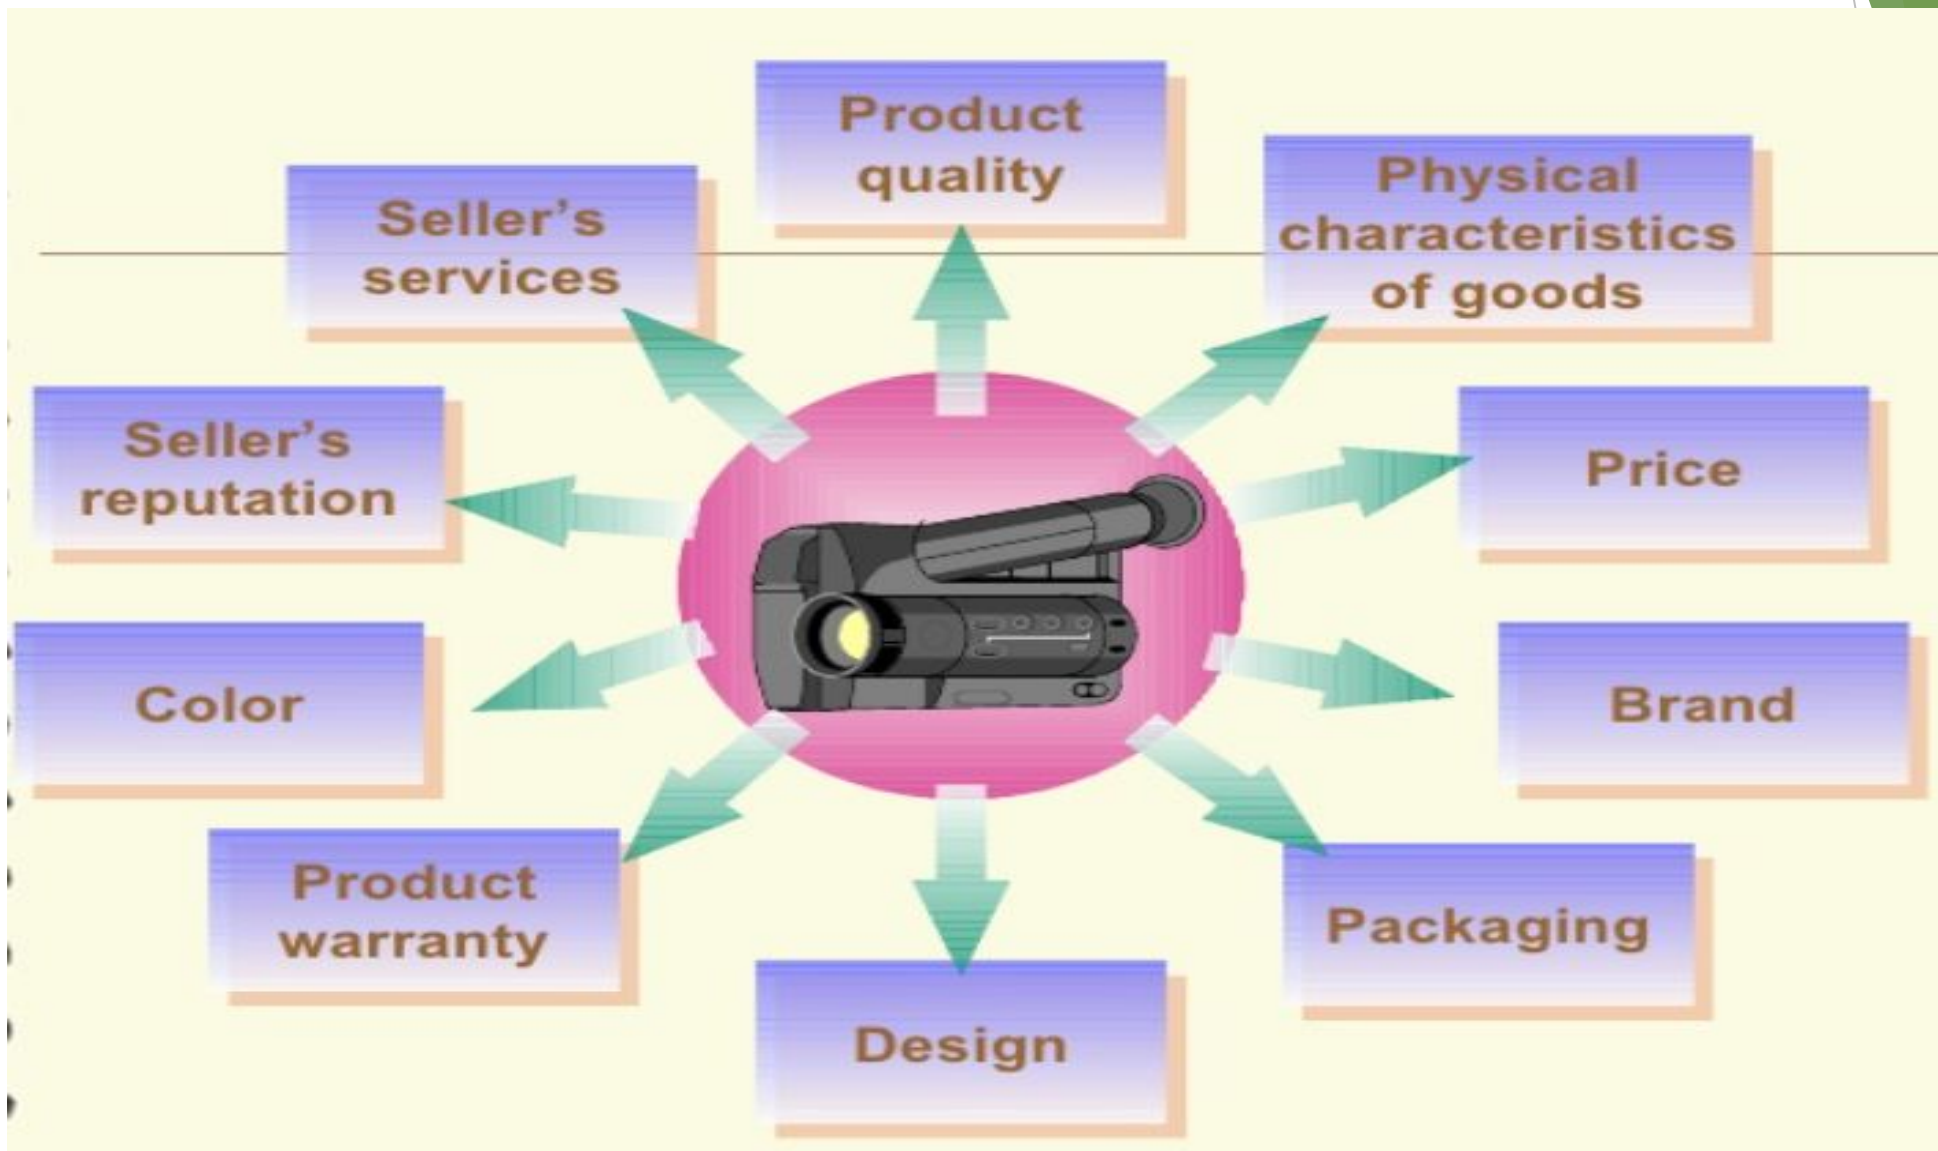 Product
quality
Physical
characteristics
of goods
Seller’s
services
Seller’s
reputation
Price
Color
Brand
Product
warranty
Packaging
Design